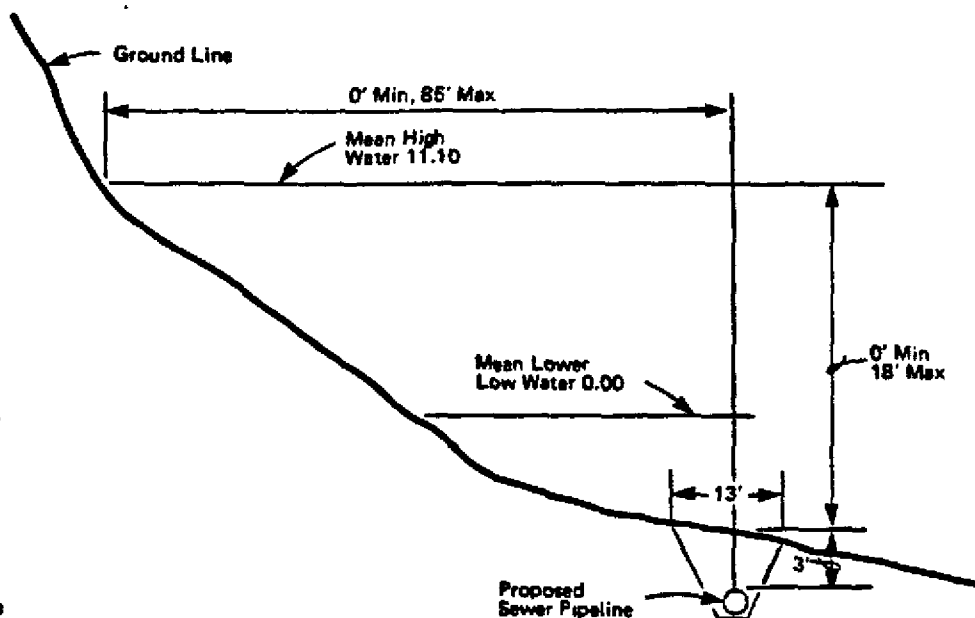 Ground Line
0' Min, 85' Max
Mean High
Water 11.10
Mean Lower
Low Water 0.00
0' Min
18' Max
13'
3'
Proposed
Sewer Pipeline